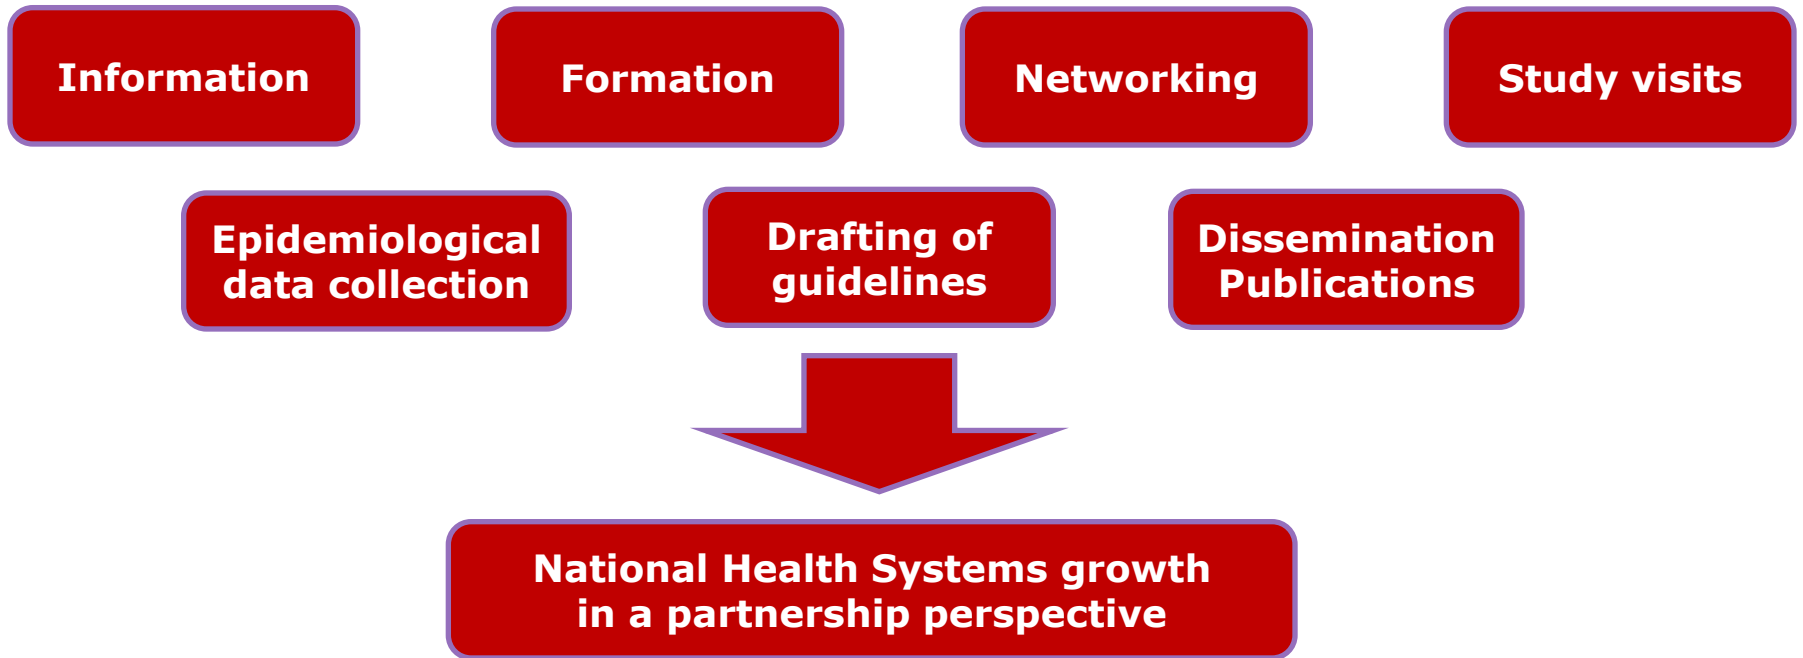 Information
Formation
Networking
Study visits
Epidemiological
data collection
Drafting of
guidelines
Dissemination
Publications
National Health Systems growth
in a partnership perspective